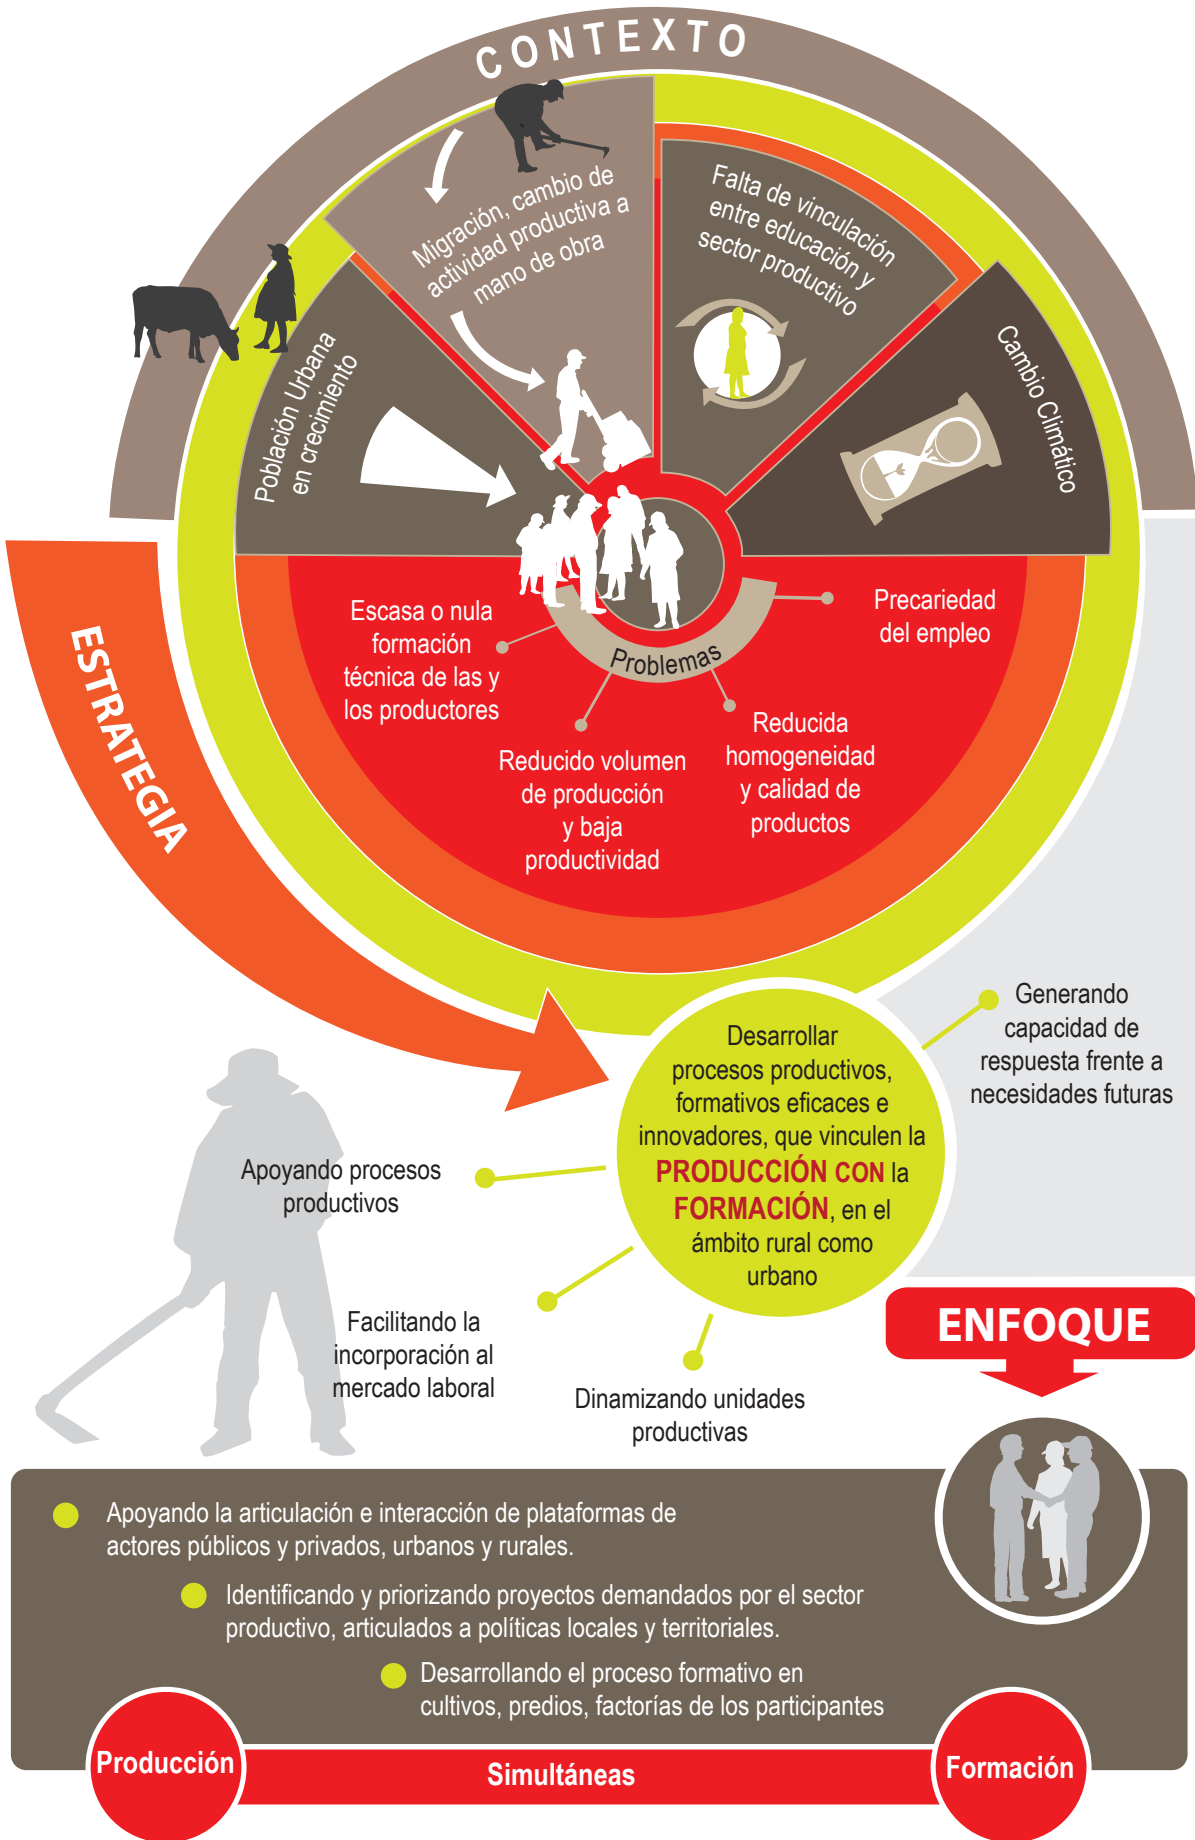 CONTEXTO
Migración, cambio de
actividad productiva a
mano de obra
Falta de vinculación
entre educación y
sector productivo
Población Urbana
en crecimiento
Cambio Climático
ESTRATEGIA
Problemas
Escasa o nula
formación
técnica de las y
los productores
Reducido volumen
de producción
y baja
productividad
Reducida
homogeneidad
y calidad de
productos
Precariedad
del empleo
Desarrollar
procesos productivos,
formativos eficaces e
innovadores, que vinculen la
PRODUCCIÓN CON la
FORMACIÓN, en el
ámbito rural como
urbano
Generando
capacidad de
respuesta frente a
necesidades futuras
Apoyando procesos
productivos
Facilitando la
incorporación al
mercado laboral
Dinamizando unidades
productivas
ENFOQUE
Apoyando la articulación e interacción de plataformas de
actores públicos y privados, urbanos y rurales.
Identificando y priorizando proyectos demandados por el sector
productivo, articulados a políticas locales y territoriales.
Desarrollando el proceso formativo en
cultivos, predios, factorías de los participantes
Producción
Simultáneas
Formación